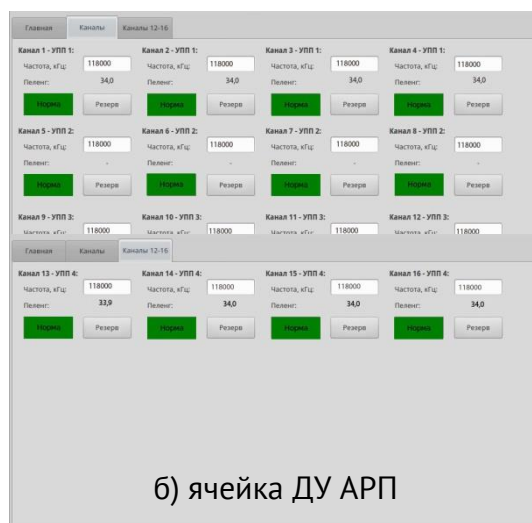 Главная Каналы Каналы 12-16
Канал 1 - УПП 1: Канал 2 - УПП 1: Канал 3 - УПП 1: Канал 4 - УПП 1:
Частота, кГц: 118000 Частота, кГц: 118000 Частота, кГц: 118000 Частота, кГц: 118000
Пеленг: 34,0 Пеленг: 34,0 Пеленг: 34,0 Пеленг: 34,0
Норма Резерв Норма Резерв Норма Резерв Норма Резерв
Канал 5 - УПП 2: Канал 6 - УПП 2: Канал 7 - УПП 2: Канал 8 - УПП 2:
Частота, кГц: 118000 Частота, кГц: 118000 Частота, кГц: 118000 Частота, кГц: 118000
Пеленг: - Пеленг: - Пеленг: - Пеленг: -
Норма Резерв Норма Резерв Норма Резерв Норма Резерв
Канал 9 - УПП 3: Канал 10 - УПП 3: Канал 11 - УПП 3: Канал 12 - УПП 3:
Частота, кГц: 118000 Частота, кГц: 118000 Частота, кГц: 118000 Частота, кГц: 118000
Главная Каналы Каналы 12-16
Канал 13 - УПП 4: Канал 14 - УПП 4: Канал 15 - УПП 4: Канал 16 - УПП 4:
Частота, кГц: 118000 Частота, кГц: 118000 Частота, кГц: 118000 Частота, кГц: 118000
Пеленг: 33,9 Пеленг: 34,0 Пеленг: 34,0 Пеленг: 34,0
Норма Резерв Норма Резерв Норма Резерв Норма Резерв
б) ячейка ДУ АРП